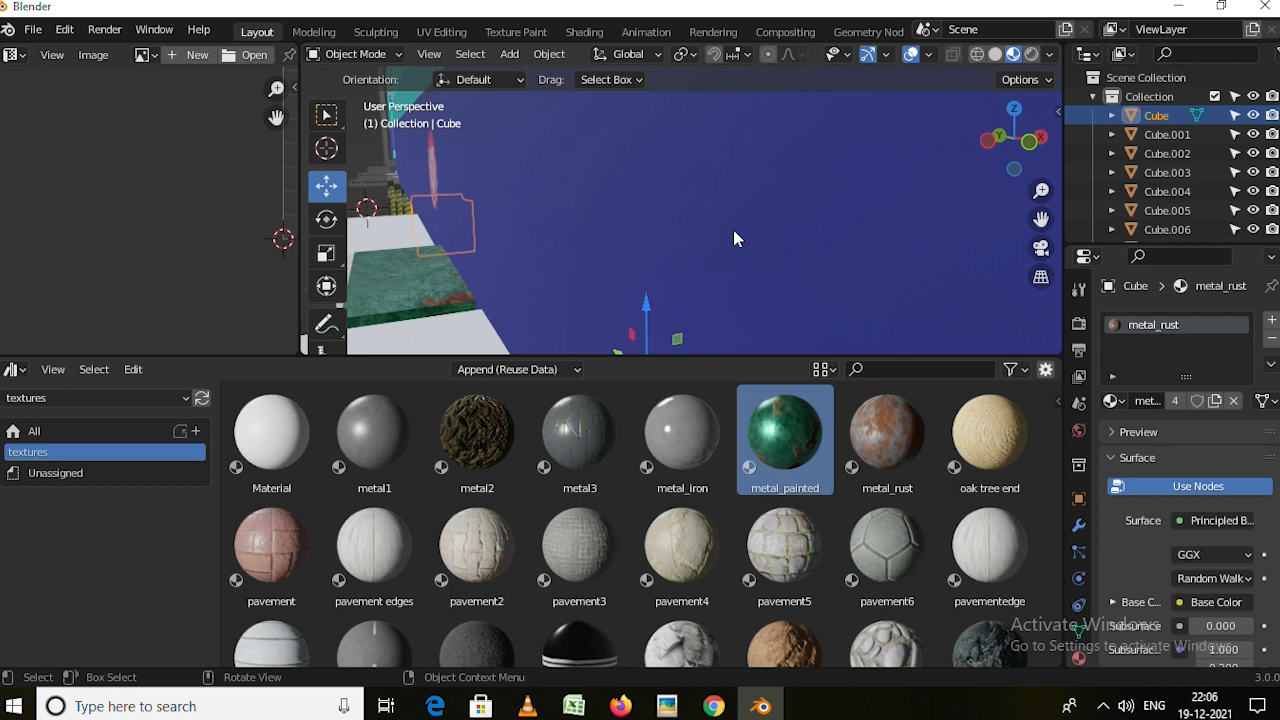 Blender
File Edit Render Window Help Layout Modeling Sculpting UV Editing Texture Paint Shading Animation Rendering Compositing Geometry Nod Scene ViewLayer
View Image New Open Object Mode View Select Add Object Global
Orientation: Default Drag: Select Box Options
User Perspective
(1) Collection | Cube
Scene Collection
Collection
Cube
Cube.001
Cube.002
Cube.003
Cube.004
Cube.005
Cube.006
X
Y
Z
Cube > metal_rust
metal_rust
met... 4
Preview
Surface
Use Nodes
Surface Principled B...
GGX
Random Walk
Base C... Base Color
Subsurface 0.000
Subsurfac... 1.000
0.200
View Select Edit Append (Reuse Data)
textures
All
textures
Unassigned
Material metal1 metal2 metal3 metal_iron metal_painted metal_rust oak tree end
pavement pavement edges pavement2 pavement3 pavement4 pavement5 pavement6 pavementedge
Activate Windows
Go to Settings to activate Windows.
Select Box Select Rotate View Object Context Menu 3.0.0
Type here to search
ENG
22:06
19-12-2021